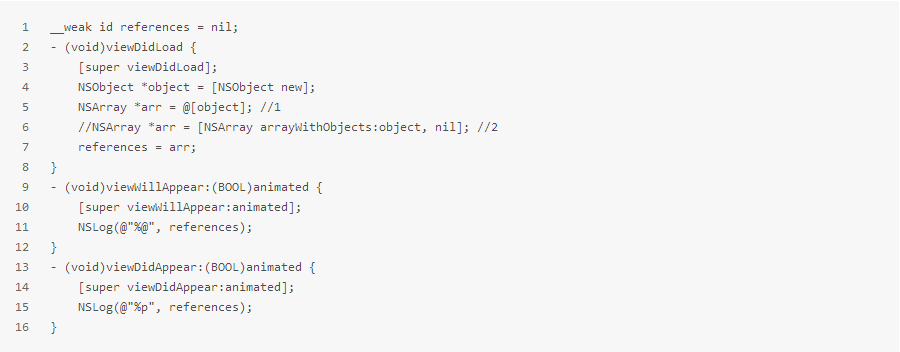 1 __weak id references = nil;
2 - (void)viewDidLoad {
3 [super viewDidLoad];
4 NSObject *object = [NSObject new];
5 NSArray *arr = @[object]; //1
6 //NSArray *arr = [NSArray arrayWithObjects:object, nil]; //2
7 references = arr;
8 }
9 - (void)viewWillAppear:(BOOL)animated {
10 [super viewWillAppear:animated];
11 NSLog(@"%@", references);
12 }
13 - (void)viewDidAppear:(BOOL)animated {
14 [super viewDidAppear:animated];
15 NSLog(@"%p", references);
16 }